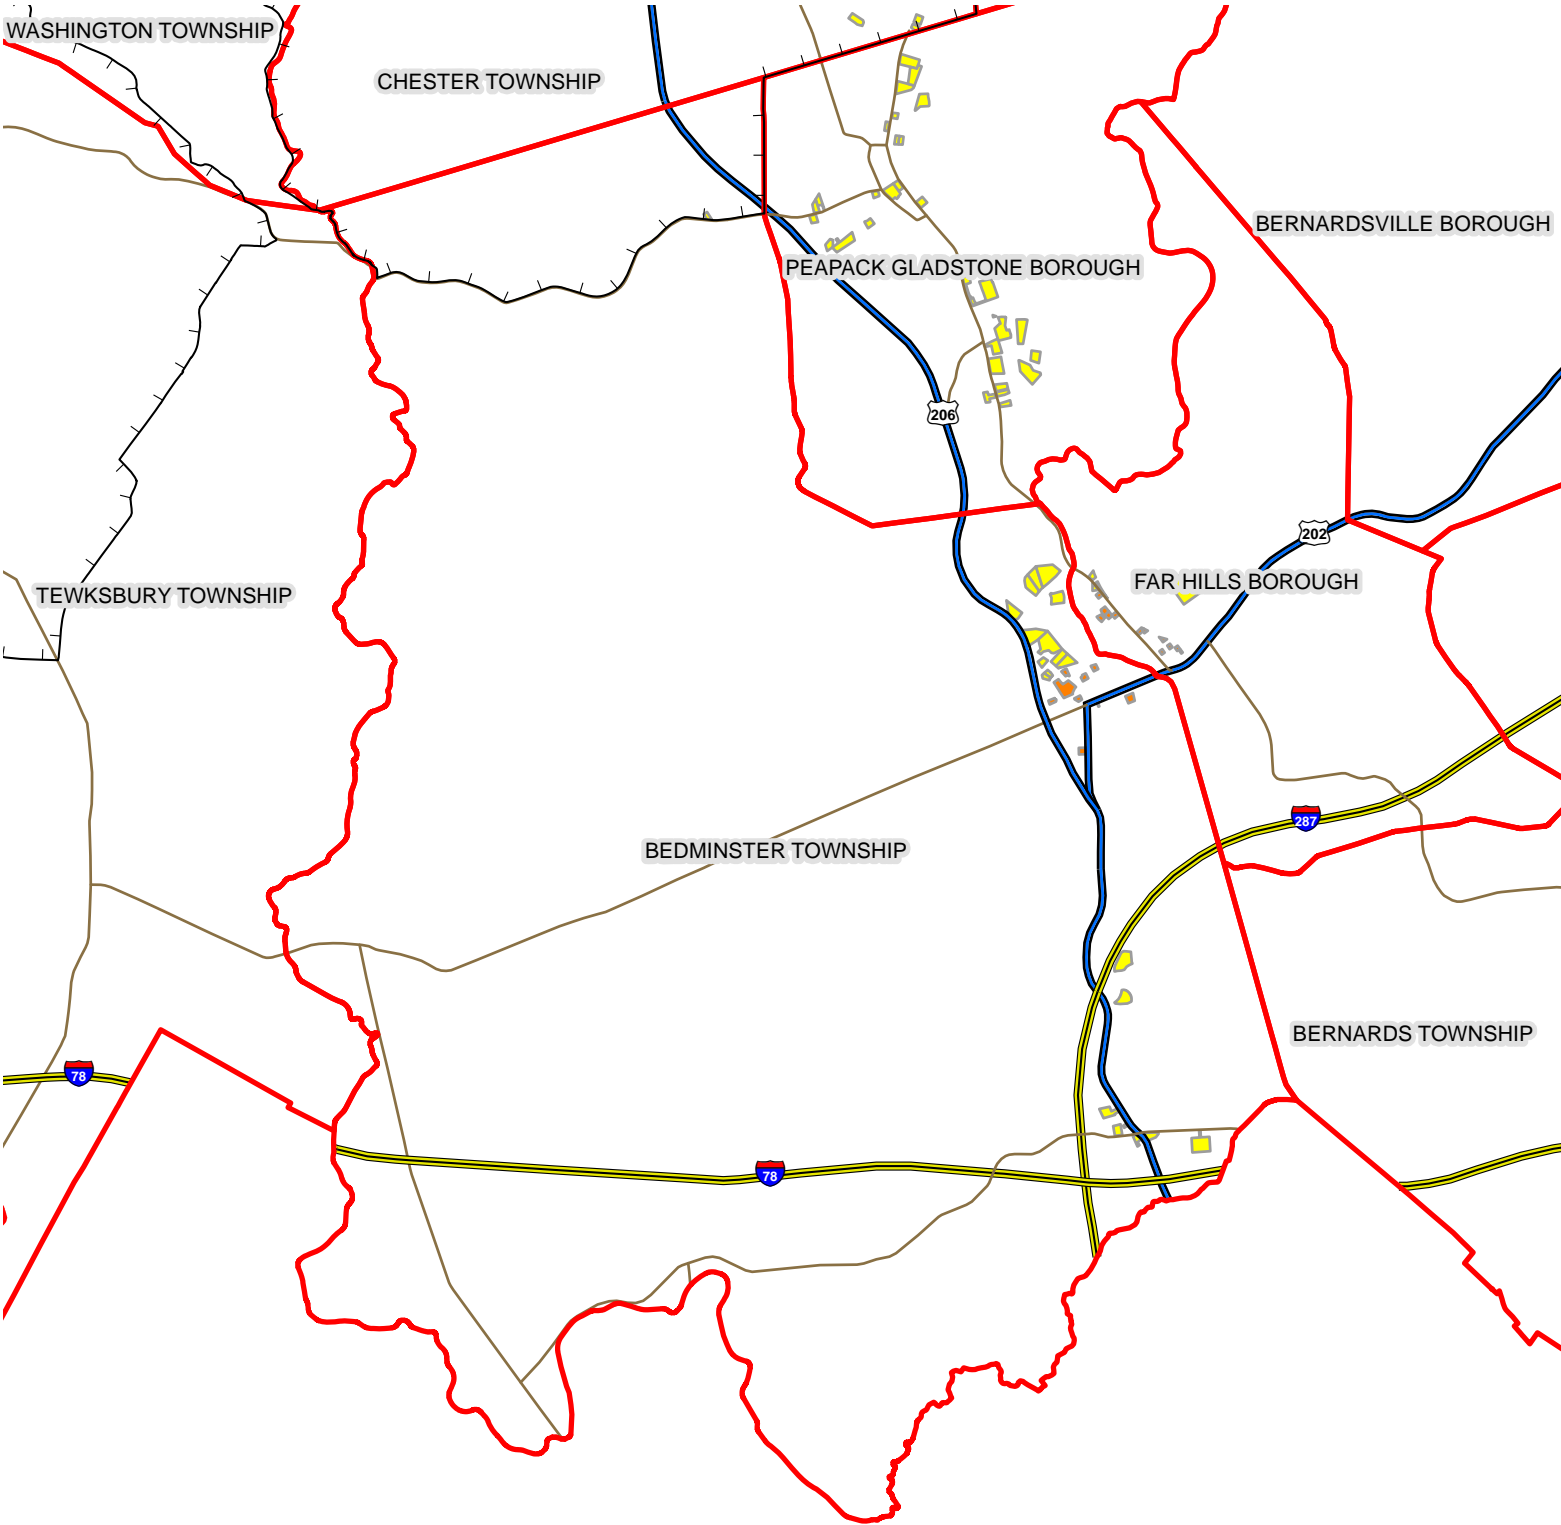 WASHINGTON TOWNSHIP
CHESTER TOWNSHIP
BERNARDSVILLE BOROUGH
PEAPACK GLADSTONE BOROUGH
206
202
FAR HILLS BOROUGH
TEWKSBURY TOWNSHIP
287
BEDMINSTER TOWNSHIP
BERNARDS TOWNSHIP
78
78